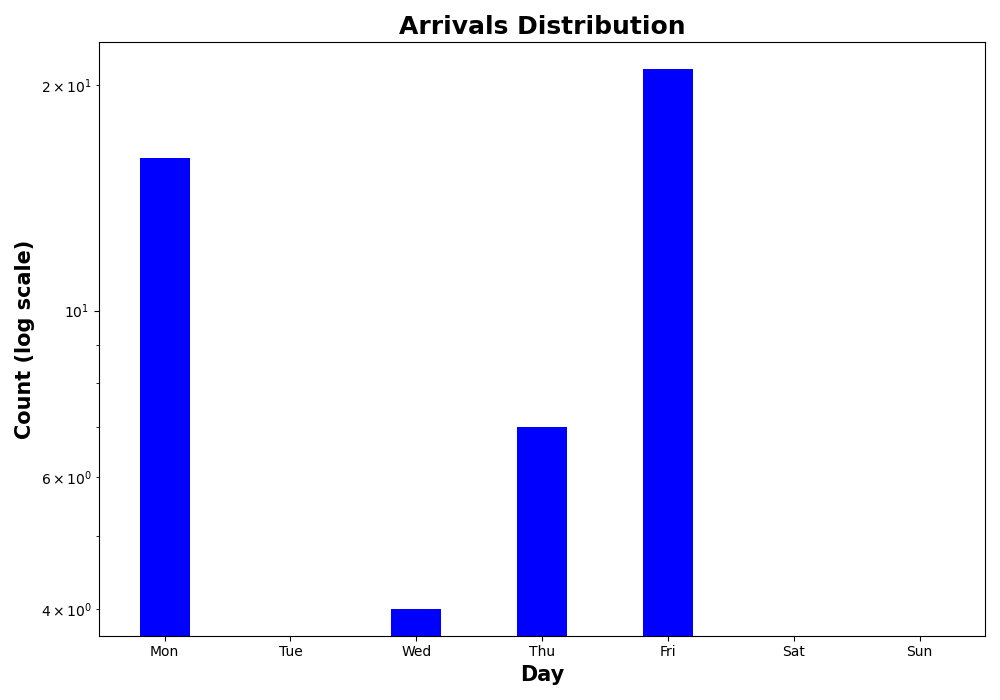 Arrivals Distribution
Count (log scale)
2 × 10¹
10¹
6 × 10⁰
4 × 10⁰
Mon Tue Wed Thu Fri Sat Sun
Day